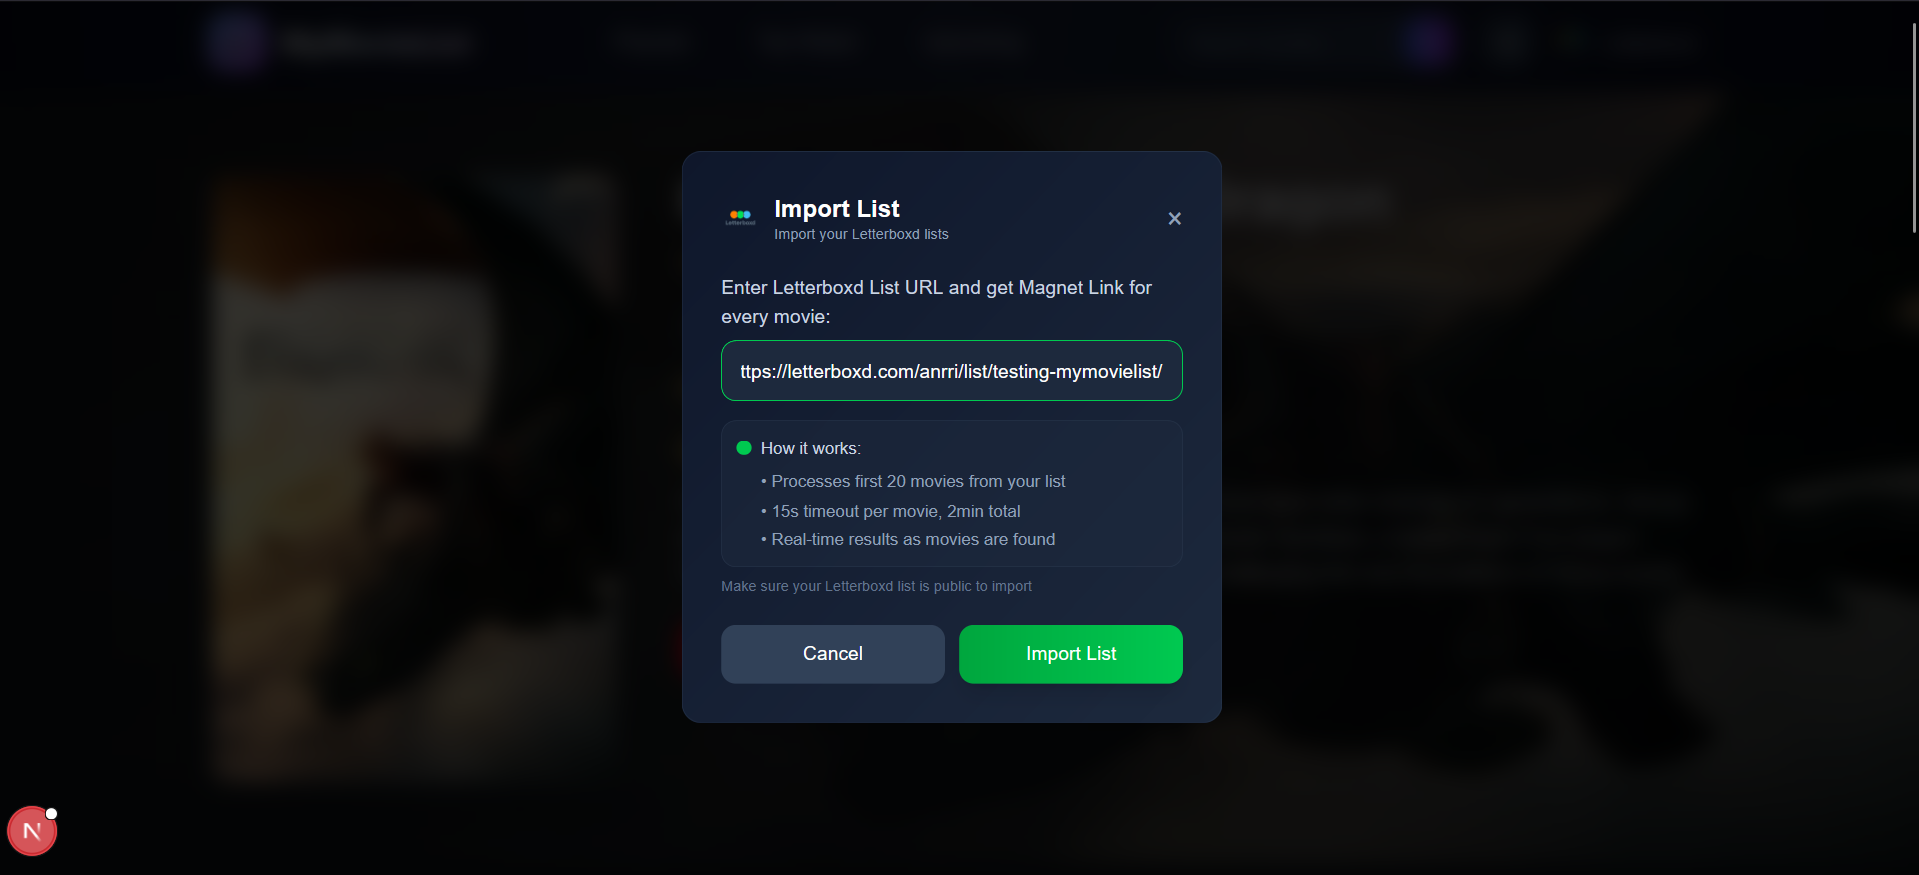 Import List
Import your Letterboxd lists
×
Enter Letterboxd List URL and get Magnet Link for
every movie:
ttps://letterboxd.com/anrri/list/testing-mymovielist/
How it works:
• Processes first 20 movies from your list
• 15s timeout per movie, 2min total
• Real-time results as movies are found
Make sure your Letterboxd list is public to import
Cancel
Import List
N